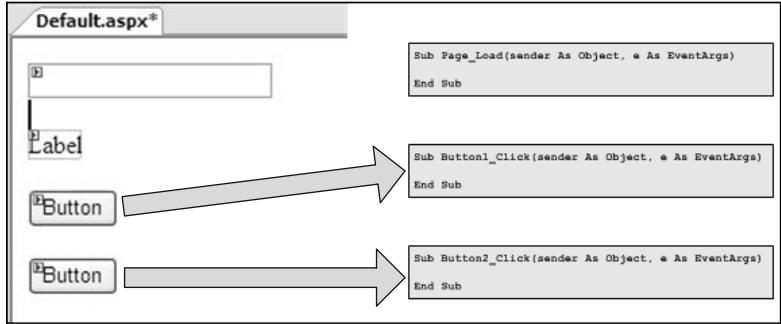 Default.aspx*
Sub Page_Load(sender As Object, e As EventArgs)
End Sub
Label
Sub Button1_Click(sender As Object, e As EventArgs)
End Sub
Button
Sub Button2_Click(sender As Object, e As EventArgs)
End Sub
Button